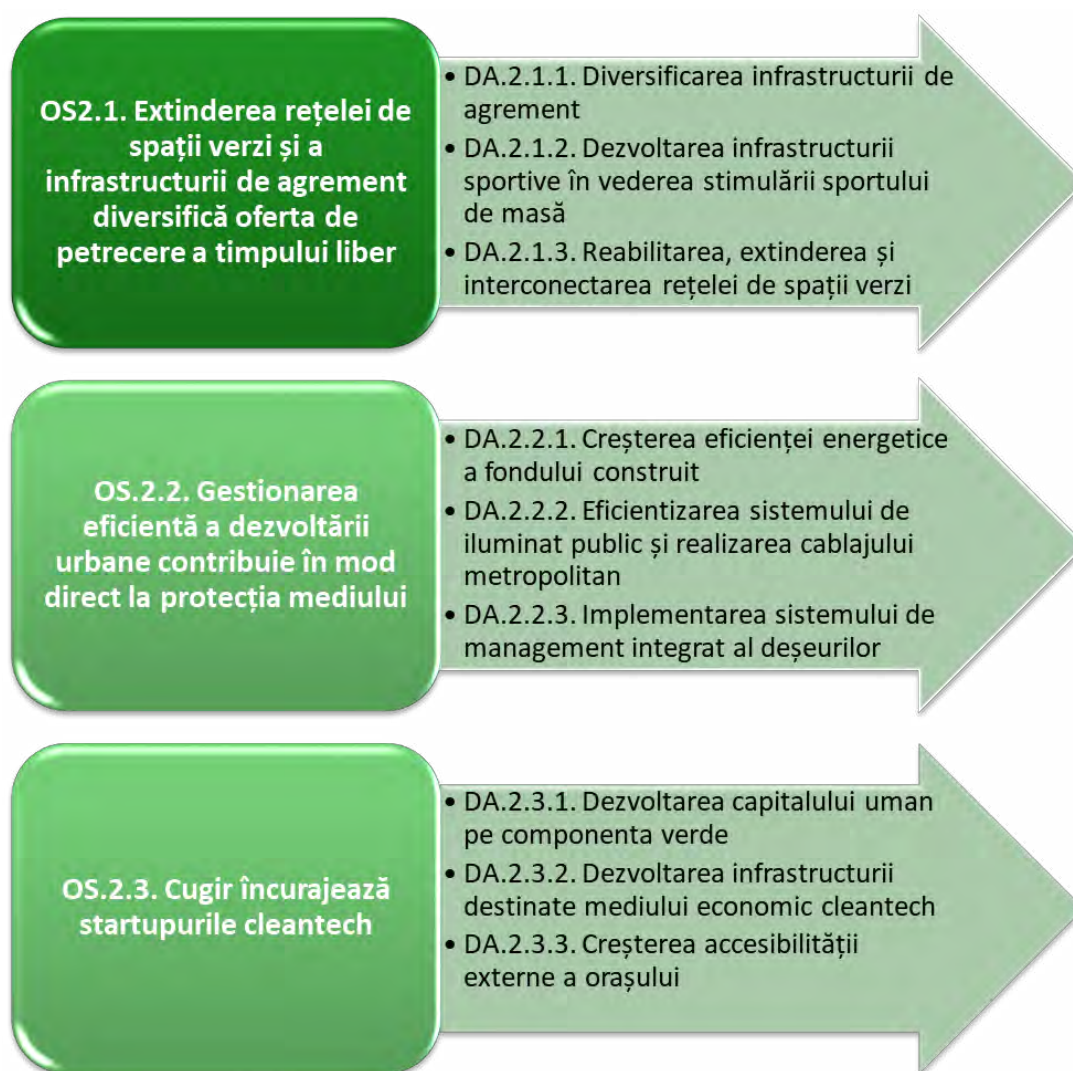 OS2.1. Extinderea rețelei de
spații verzi și a
infrastructurii de agrement
diversifică oferta de
petrecere a timpului liber
• DA.2.1.1. Diversificarea infrastructurii de
agrement
• DA.2.1.2. Dezvoltarea infrastructurii
sportive în vederea stimulării sportului
de masă
• DA.2.1.3. Reabilitarea, extinderea și
interconectarea rețelei de spații verzi
OS.2.2. Gestionarea
eficientă a dezvoltării
urbane contribuie în mod
direct la protecția mediului
• DA.2.2.1. Creșterea eficienței energetice
a fondului construit
• DA.2.2.2. Eficientizarea sistemului de
iluminat public și realizarea cablajului
metropolitan
• DA.2.2.3. Implementarea sistemului de
management integrat al deșeurilor
OS.2.3. Cugir încurajează
startupurile cleantech
• DA.2.3.1. Dezvoltarea capitalului uman
pe componenta verde
• DA.2.3.2. Dezvoltarea infrastructurii
destinate mediului economic cleantech
• DA.2.3.3. Creșterea accesibilității
externe a orașului